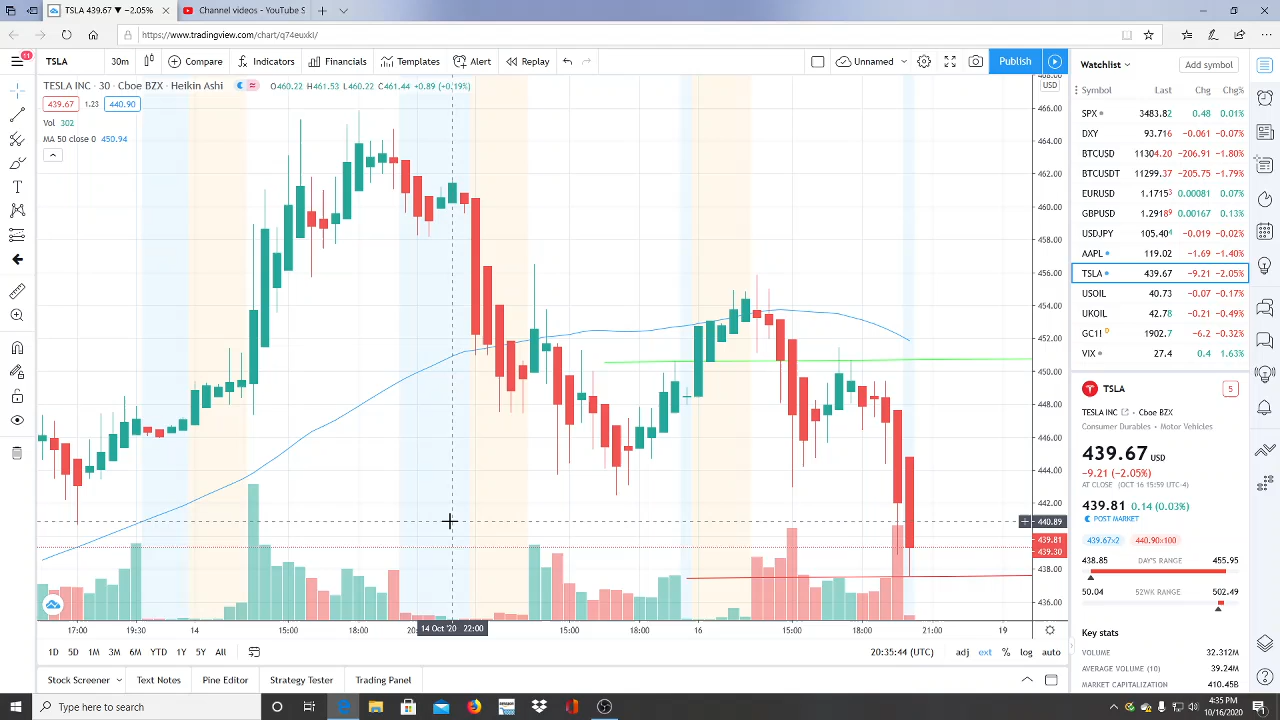 TSLA 439.67 ▼ −2.05%
Channel videos - YouTube S
https://www.tradingview.com/chart/q74euxkl/
11
TSLA
30m
Compare
Indicators
Financials
Templates
Alert
Replay
Unnamed
Publish
TESLA INC · 30 · Cboe BZX · Heikin Ashi
O460.22 H461.53 L460.22 C461.44 +0.89 (+0.19%)
439.67 1.23 440.90
Vol 302
MA 50 close 0 450.94
468.00
USD
466.00
464.00
462.00
460.00
458.00
456.00
454.00
452.00
450.00
448.00
446.00
444.00
442.00
440.89
439.81
439.30
438.00
436.00
17:00 19:30 14 15:00 18:00 14 Oct '20 22:00 15:00 18:00 16 15:00 18:00 21:00 19
1D 5D 1M 3M 6M YTD 1Y 5Y All
20:35:44 (UTC) adj ext % log auto
Stock Screener Text Notes Pine Editor Strategy Tester Trading Panel
Watchlist
Add symbol
Symbol Last Chg Chg%
SPX 3483.82 0.48 0.01%
DXY 93.716 −0.061 −0.07%
BTCUSD 11304.20 −206.91 −1.80%
BTCUSDT 11299.37 −205.75 −1.79%
EURUSD 1.17159 0.00081 0.07%
GBPUSD 1.29189 0.00167 0.13%
USDJPY 105.404 −0.019 −0.02%
AAPL 119.02 −1.69 −1.40%
TSLA 439.67 −9.21 −2.05%
USOIL 40.73 −0.07 −0.17%
UKOIL 42.78 −0.21 −0.49%
GC1! D 1902.7 −6.2 −0.32%
VIX 27.4 0.4 1.63%
TSLA
5
TESLA INC • Cboe BZX
Consumer Durables • Motor Vehicles
439.67 USD
−9.21 (−2.05%)
AT CLOSE (OCT 16 15:59 UTC-4)
439.81 0.14 (0.03%)
POST MARKET
439.67×2 440.90×100
438.85 DAY'S RANGE 455.95
50.04 52WK RANGE 502.49
Key stats
VOLUME 32.312M
AVERAGE VOLUME (10) 39.24M
MARKET CAPITALIZATION 410.45B
Type here to search
4:35 PM
10/16/2020